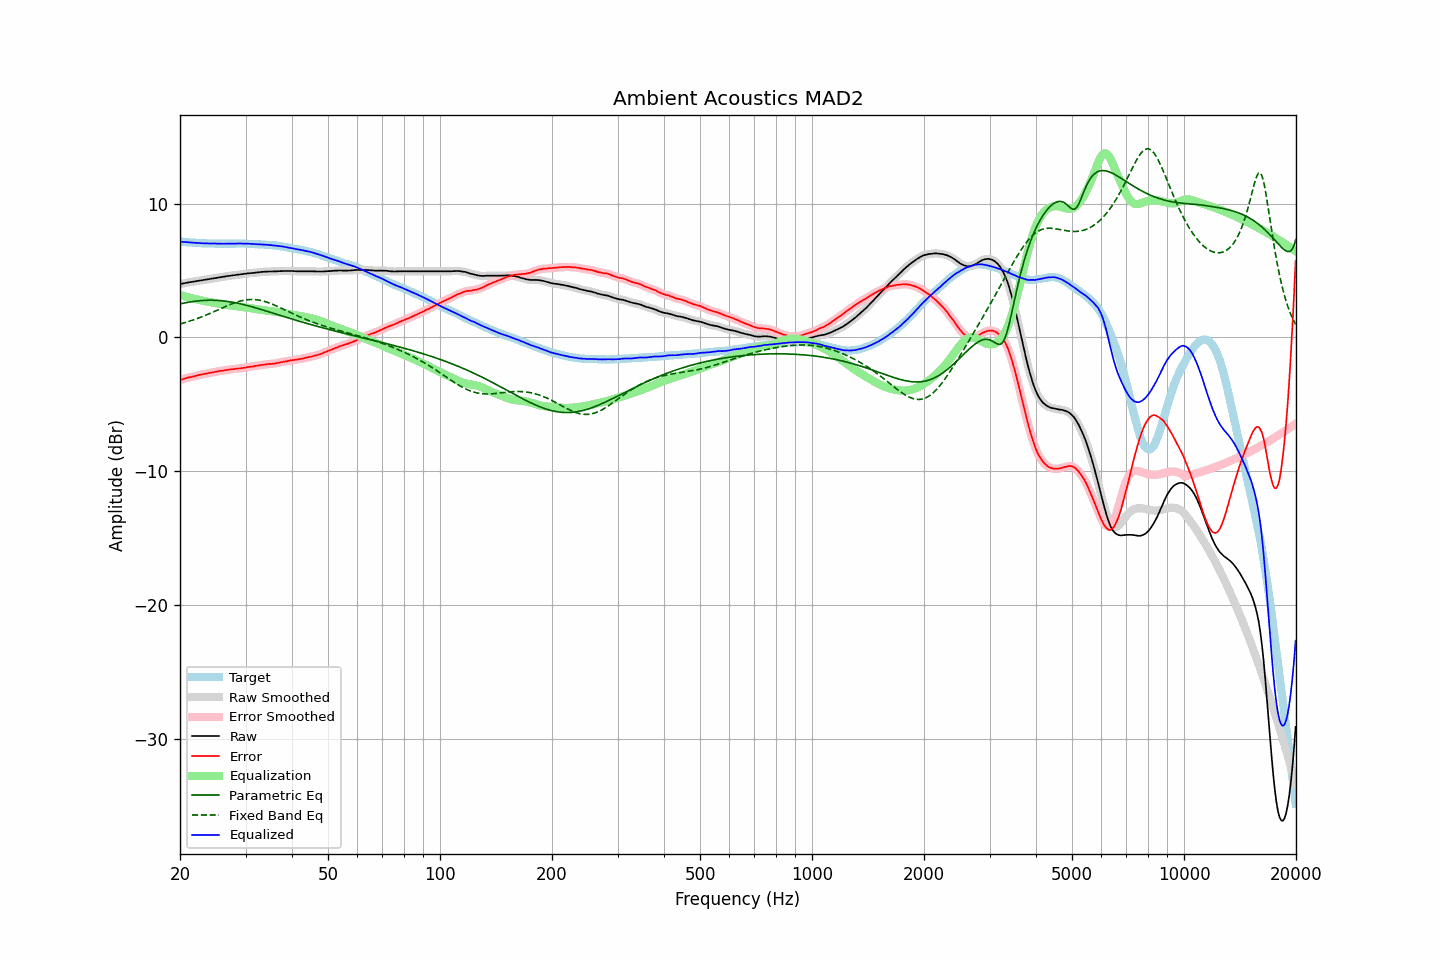 Ambient Acoustics MAD2
Amplitude (dBr)
10
0
−10
−20
−30
Target
Raw Smoothed
Error Smoothed
Raw
Error
Equalization
Parametric Eq
Fixed Band Eq
Equalized
20 50 100 200 500 1000 2000 5000 10000 20000
Frequency (Hz)